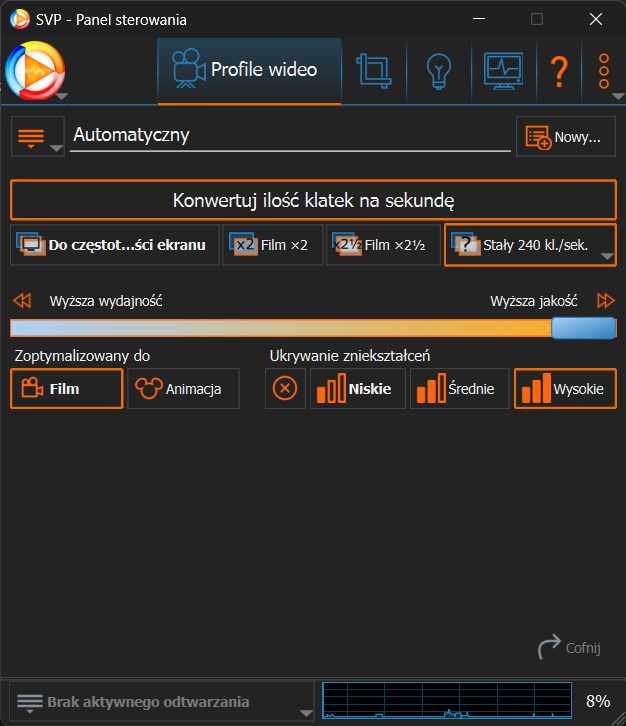 SVP - Panel sterowania
Profile wideo
?
Automatyczny
Nowy...
Konwertuj ilość klatek na sekundę
Do częstot...ści ekranu
x2 Film ×2
x2½ Film ×2½
? Stały 240 kl./sek.
Wyższa wydajność
Wyższa jakość
Zoptymalizowany do
Ukrywanie zniekształceń
Film
Animacja
Niskie
Średnie
Wysokie
Cofnij
Brak aktywnego odtwarzania
8%